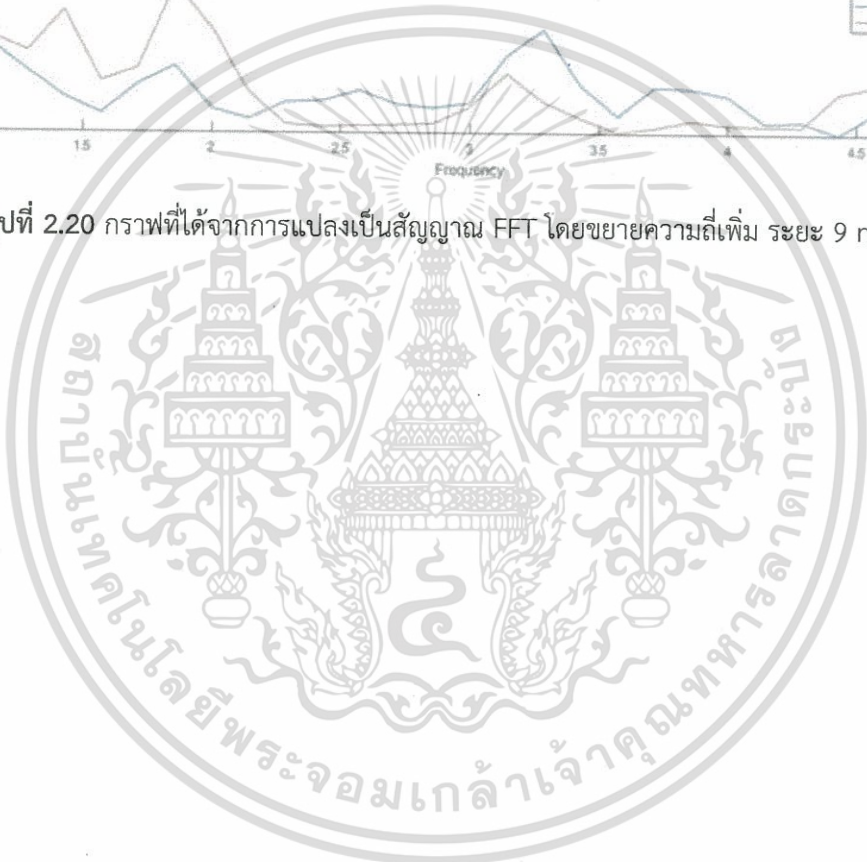 1.5 2 2.5 3 3.5 4 4.5
Frequency
ปที่ 2.20 กราฟที่ได้จากการแปลงเป็นสัญญาณ FFT โดยขยายความถี่เพิ่ม ระยะ 9 r
สถาบันเทคโนโลยีพระจอมเกล้าเจ้าคุณทหารลาดกระบัง